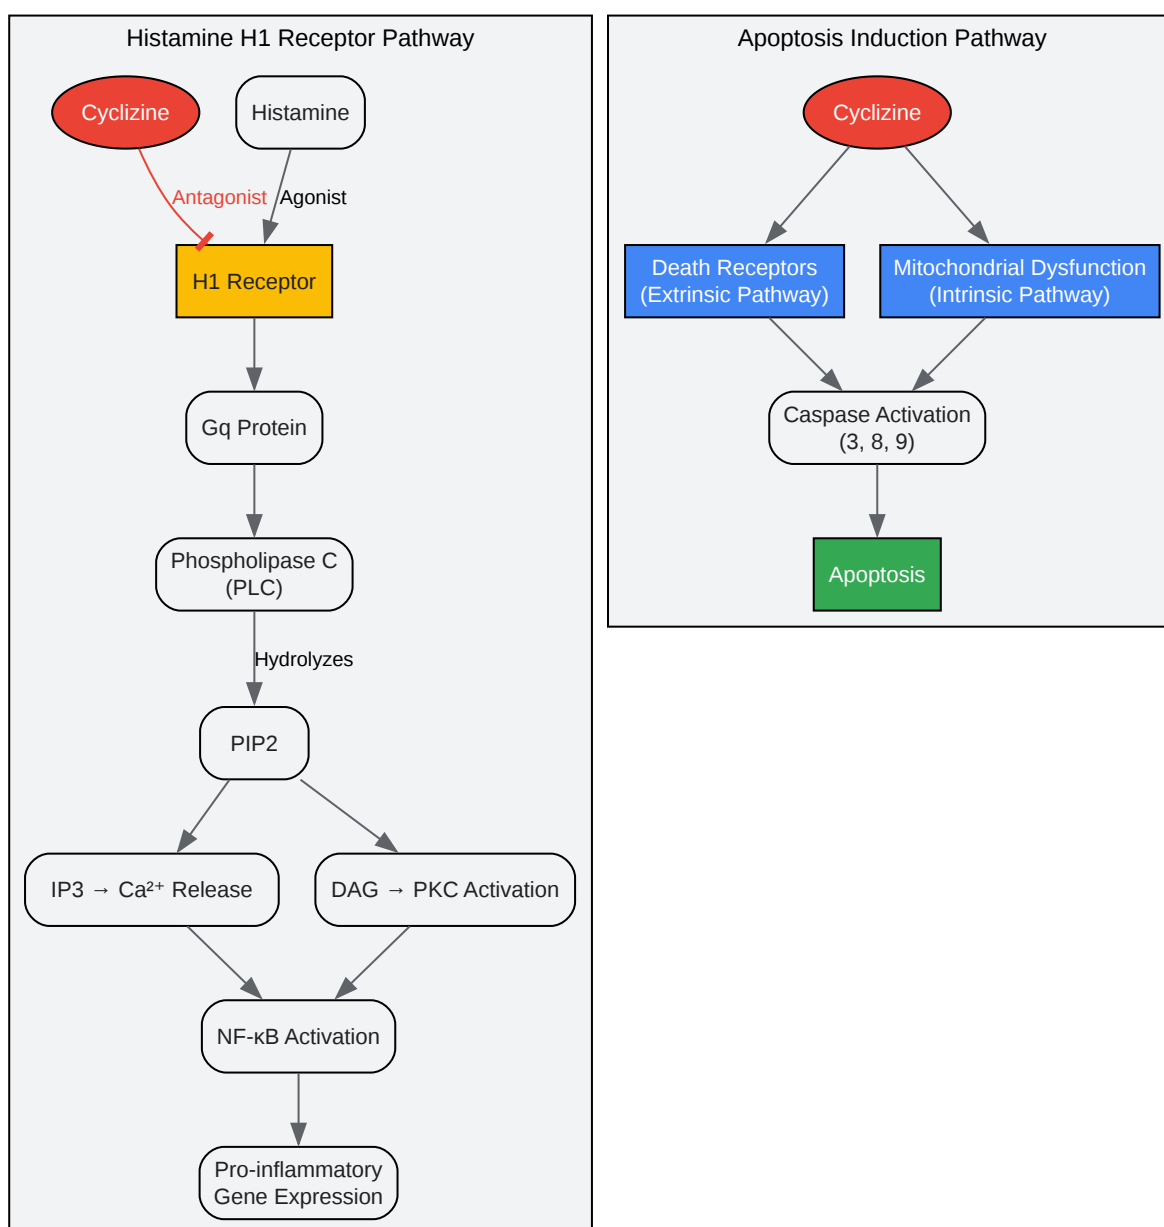 Histamine H1 Receptor Pathway
Cyclizine
Histamine
Antagonist
Agonist
H1 Receptor
Gq Protein
Phospholipase C
(PLC)
Hydrolyzes
PIP2
IP3 → Ca²⁺ Release
DAG → PKC Activation
NF-κB Activation
Pro-inflammatory
Gene Expression
Apoptosis Induction Pathway
Cyclizine
Death Receptors
(Extrinsic Pathway)
Mitochondrial Dysfunction
(Intrinsic Pathway)
Caspase Activation
(3, 8, 9)
Apoptosis